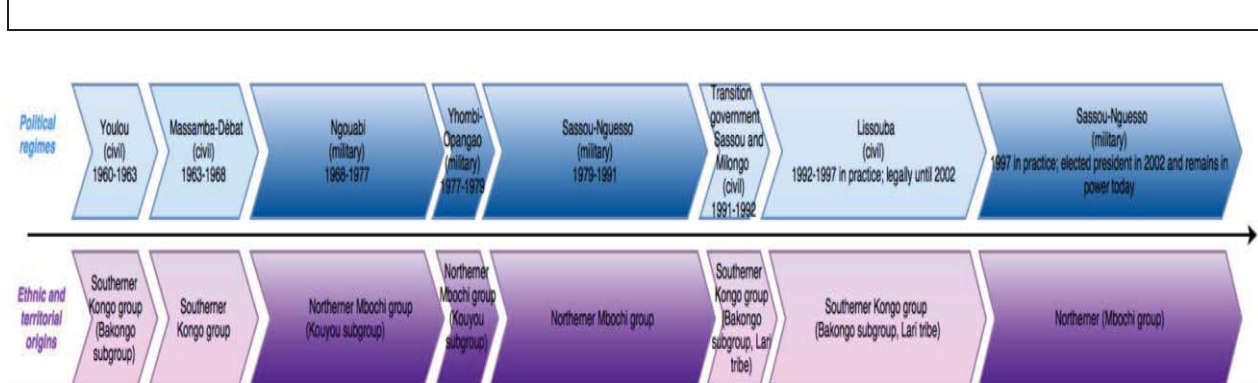 Political
regimes
Youlou
(civil)
1960-1963
Massamba-Débat
(civil)
1963-1968
Ngouabi
(military)
1968-1977
Yhombi-
Opangao
(military)
1977-1979
Sassou-Nguesso
(military)
1979-1991
Transition
government
Sassou and
Milongo
(civil)
1991-1992
Lissouba
(civil)
1992-1997 in practice; legally until 2002
Sassou-Nguesso
(military)
1997 in practice; elected president in 2002 and remains in
power today
Ethnic and
territorial
origins
Southerner
Kongo group
(Bakongo
subgroup)
Southerner
Kongo group
Northerner Mbochi group
(Kouyou subgroup)
Northerner
Mbochi group
(Kouyou
subgroup)
Northerner Mbochi group
Southerner
Kongo group
(Bakongo
subgroup, Lari
tribe)
Southerner Kongo group
(Bakongo subgroup, Lari tribe)
Northerner (Mbochi group)